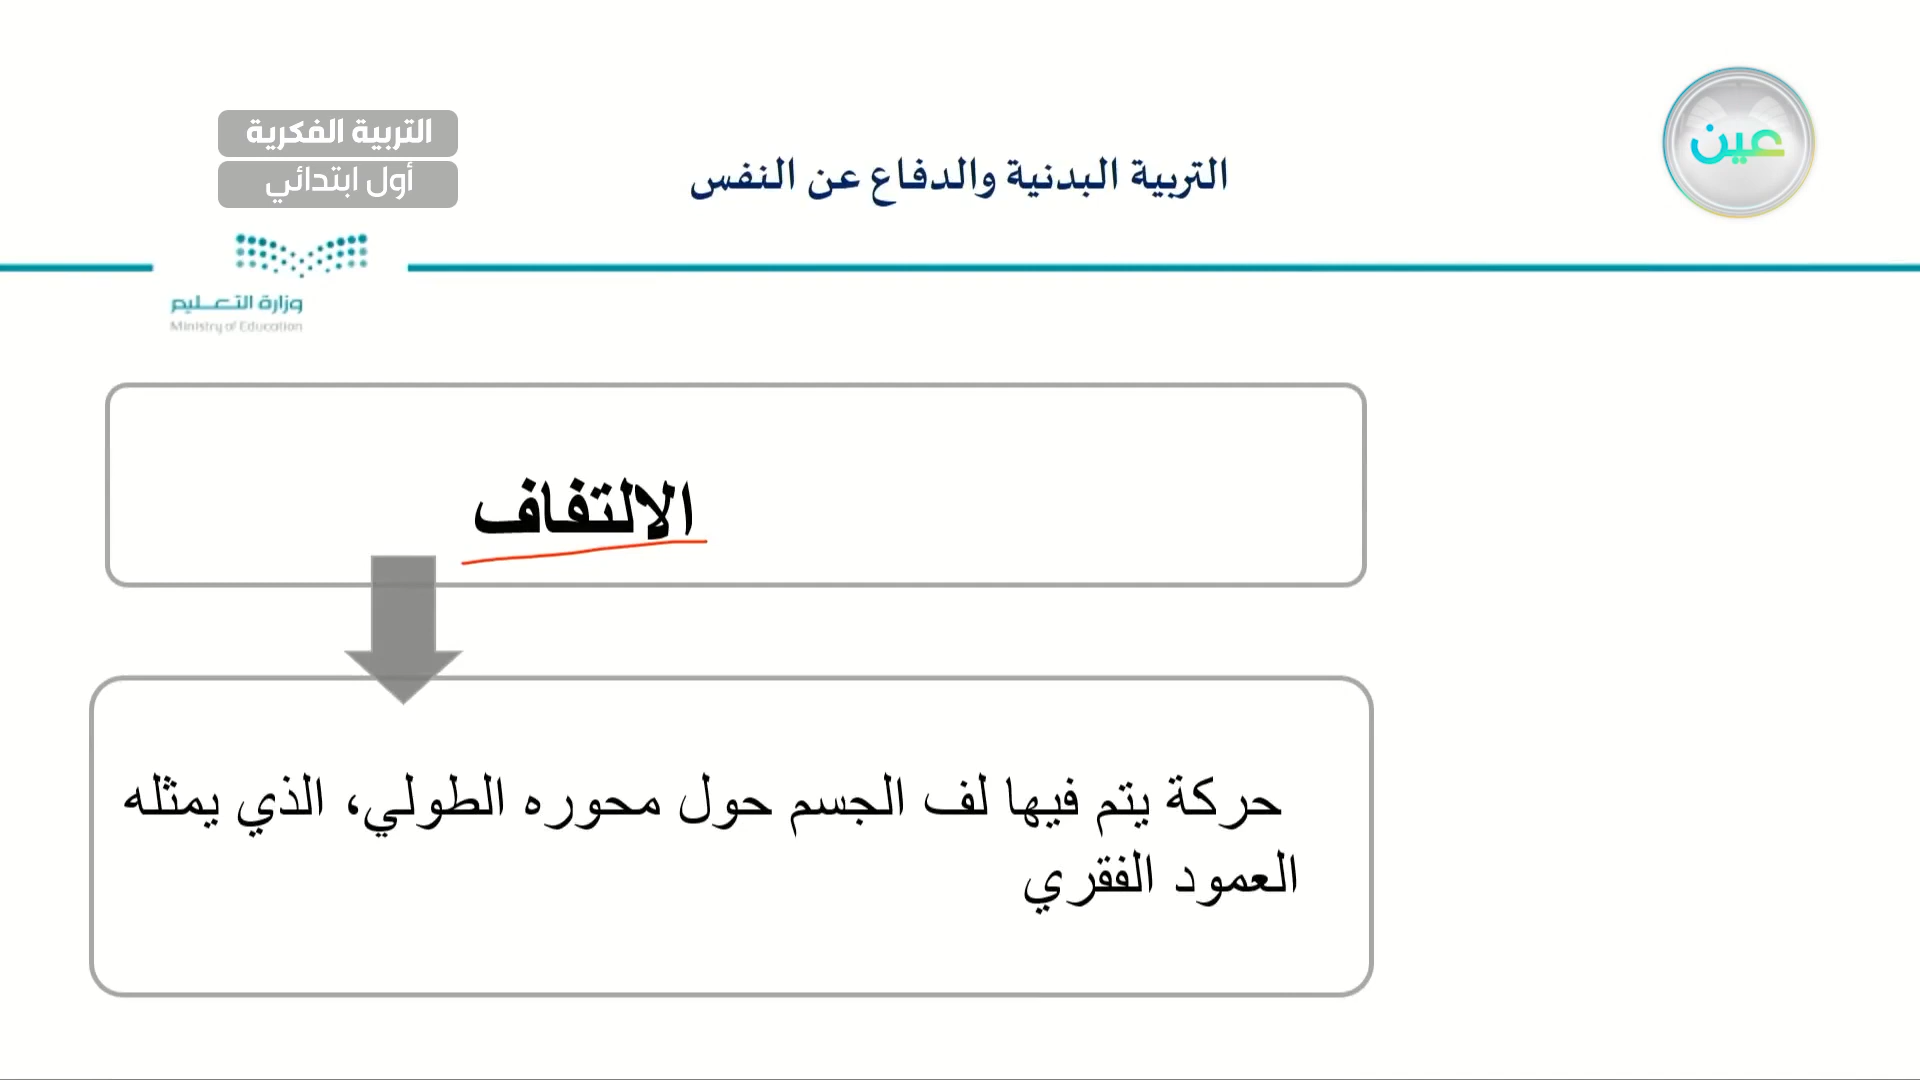 عين
التربية الفكرية
أول ابتدائي
التربية البدنية والدفاع عن النفس
وزارة التعليم
Ministry of Education
الالتفاف
حركة يتم فيها لف الجسم حول محوره الطولي، الذي يمثله
العمود الفقري